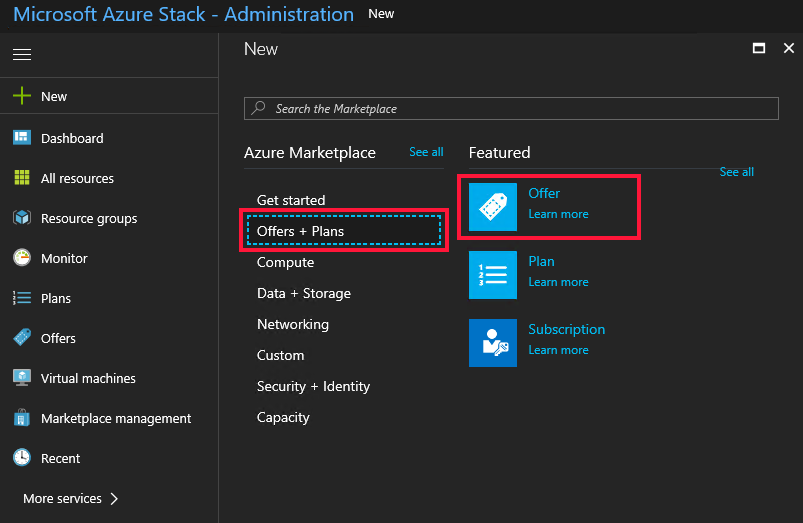 Microsoft Azure Stack - Administration New
New
Dashboard
All resources
Resource groups
Monitor
Plans
Offers
Virtual machines
Marketplace management
Recent
More services
New
Search the Marketplace
Azure Marketplace See all
Get started
Offers + Plans
Compute
Data + Storage
Networking
Custom
Security + Identity
Capacity
Featured
See all
Offer
Learn more
Plan
Learn more
Subscription
Learn more